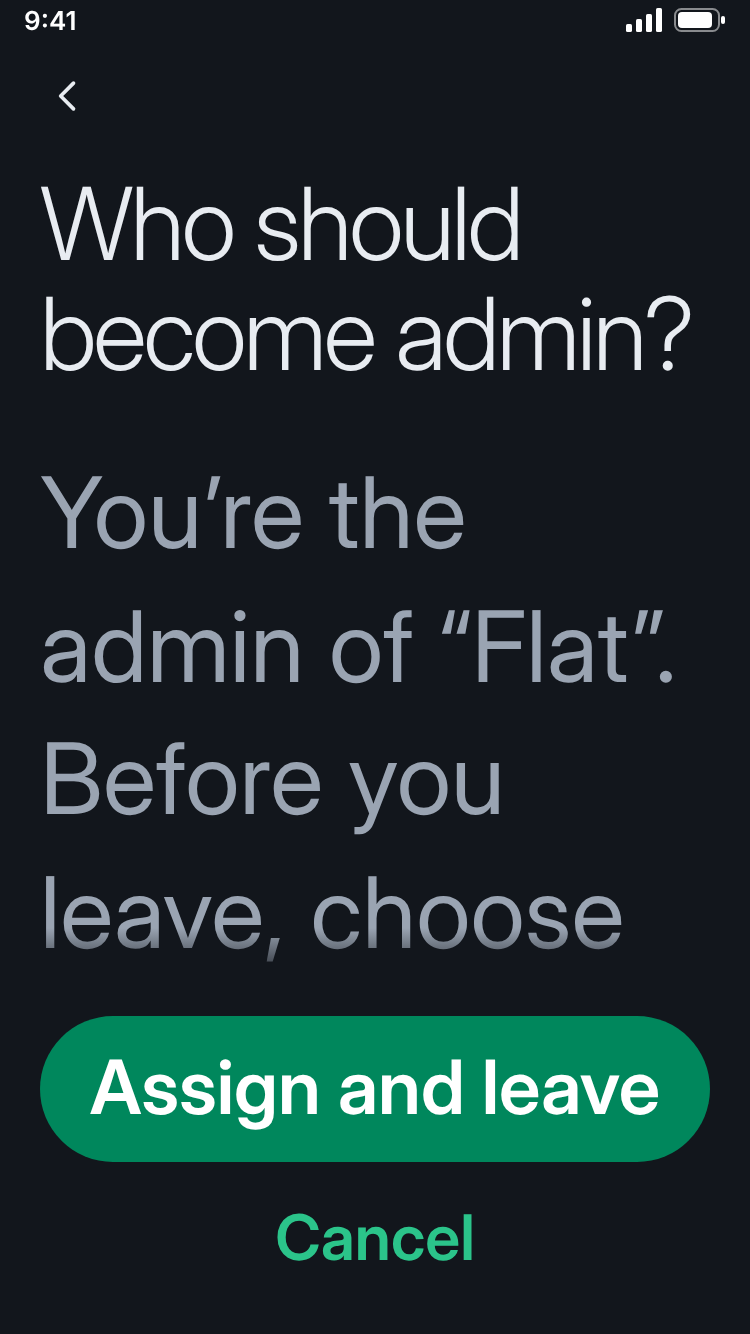 9:41
Who should
become admin?
You’re the
admin of “Flat”.
Before you
leave, choose
Assign and leave
Cancel